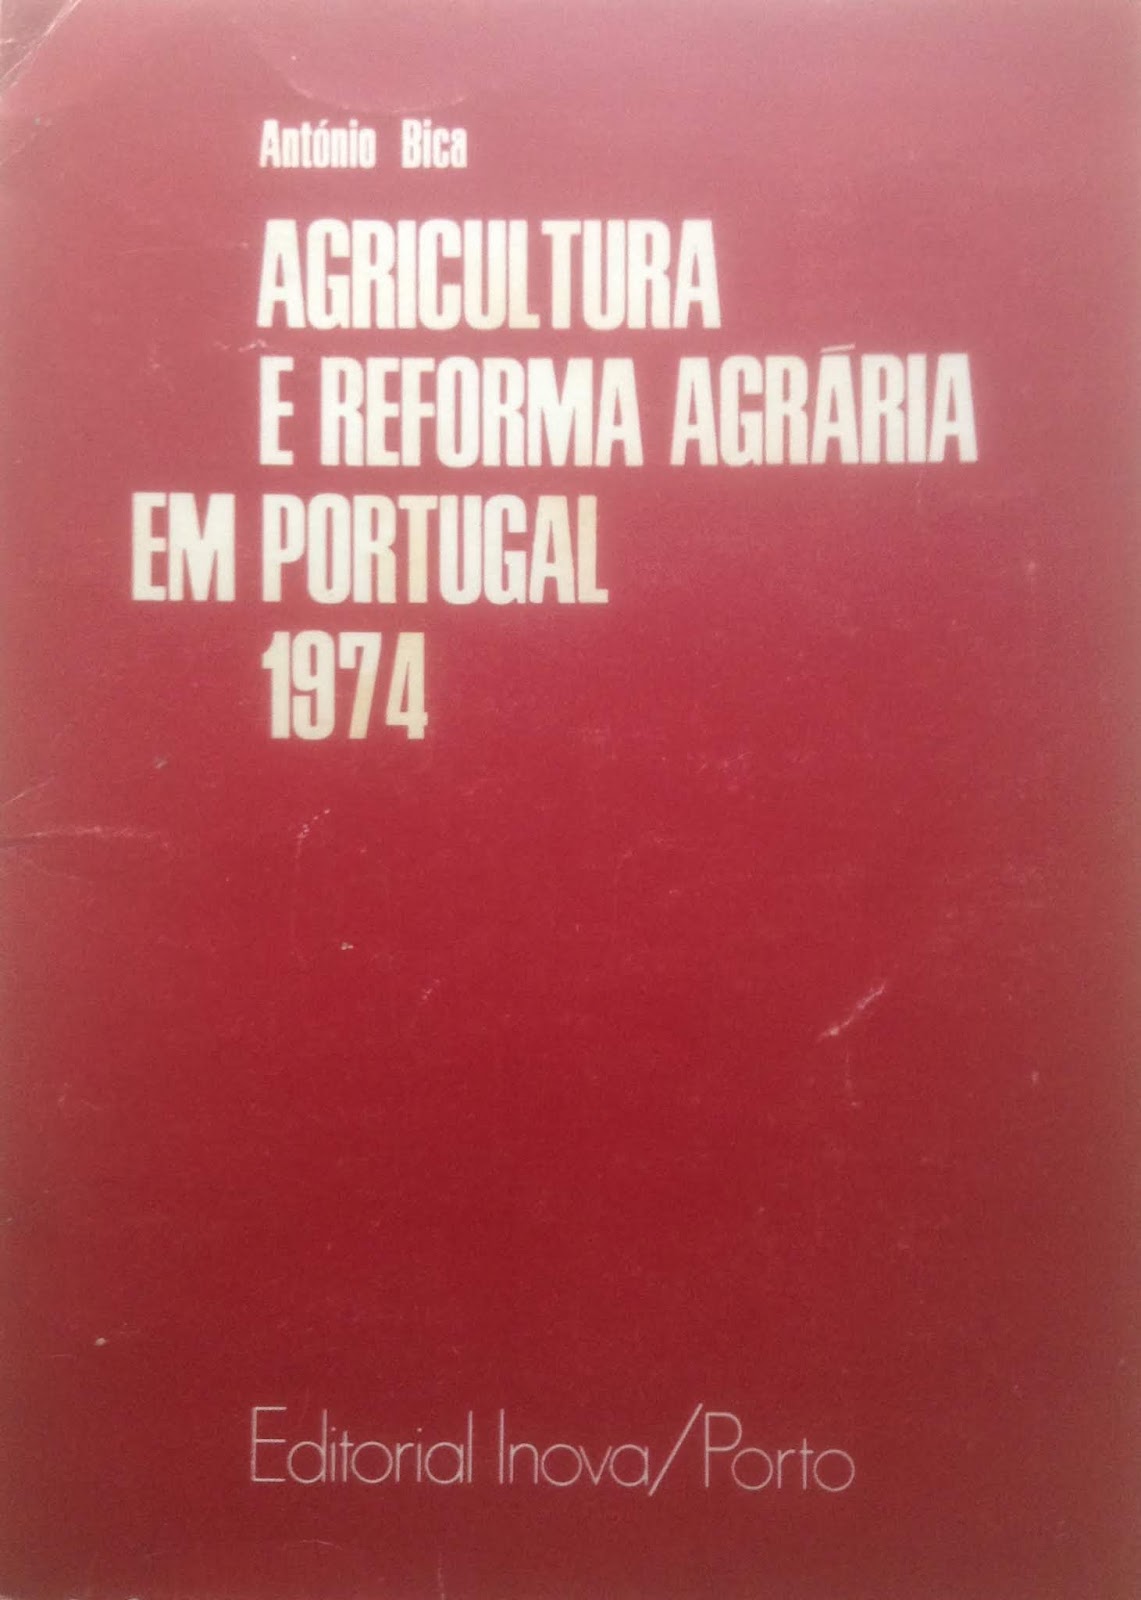 António Bica
AGRICULTURA
E REFORMA AGRÁRIA
EM PORTUGAL
1974
Editorial Inova/Porto